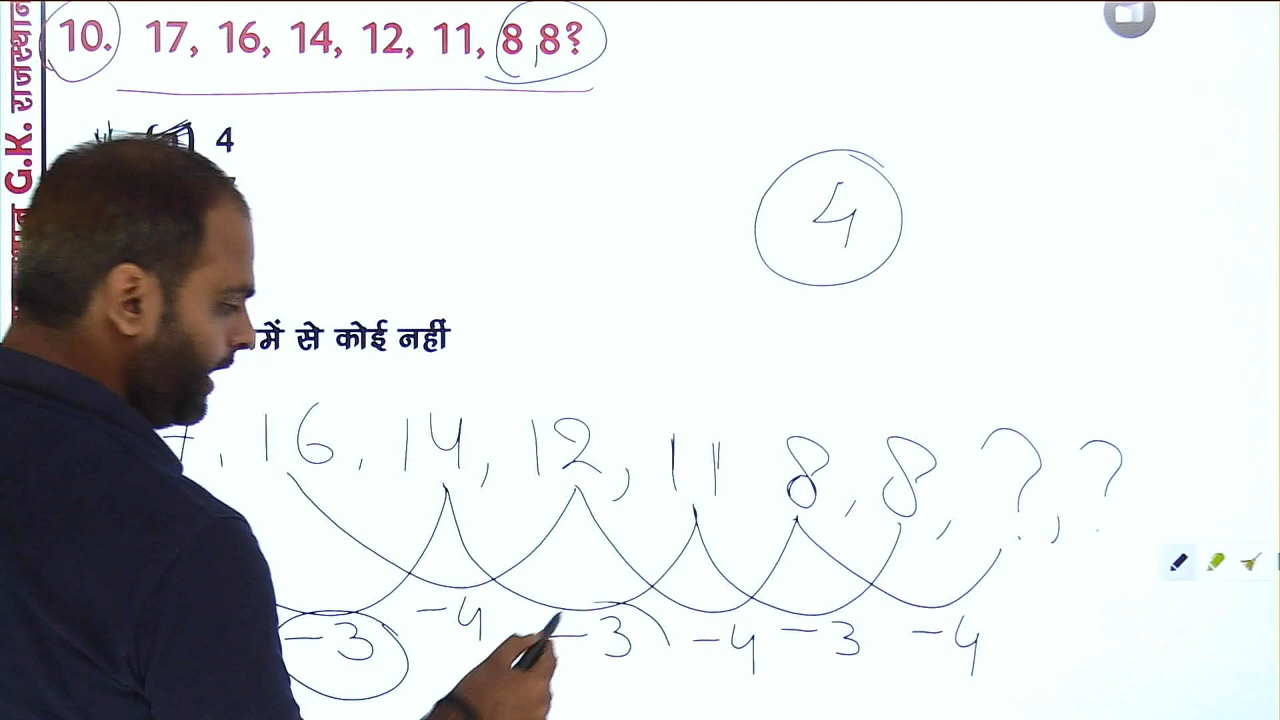 G.K. राजस्थान
10. 17, 16, 14, 12, 11, 8,8?
4
4
में से कोई नहीं
, 16, 14, 12, 11 8, 8, ?, ?
-3 -4 -3 -4 -3 -4